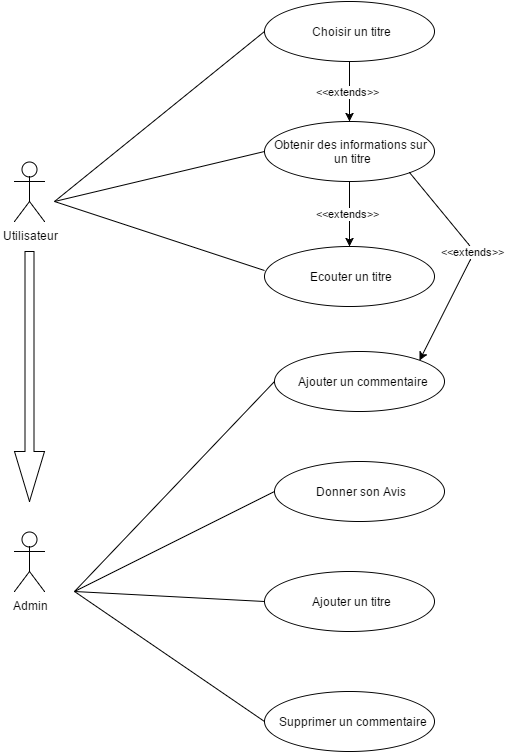 Choisir un titre
<<extends>>
Obtenir des informations sur
un titre
<<extends>>
Utilisateur
<<extends>>
Ecouter un titre
Ajouter un commentaire
Donner son Avis
Ajouter un titre
Admin
Supprimer un commentaire